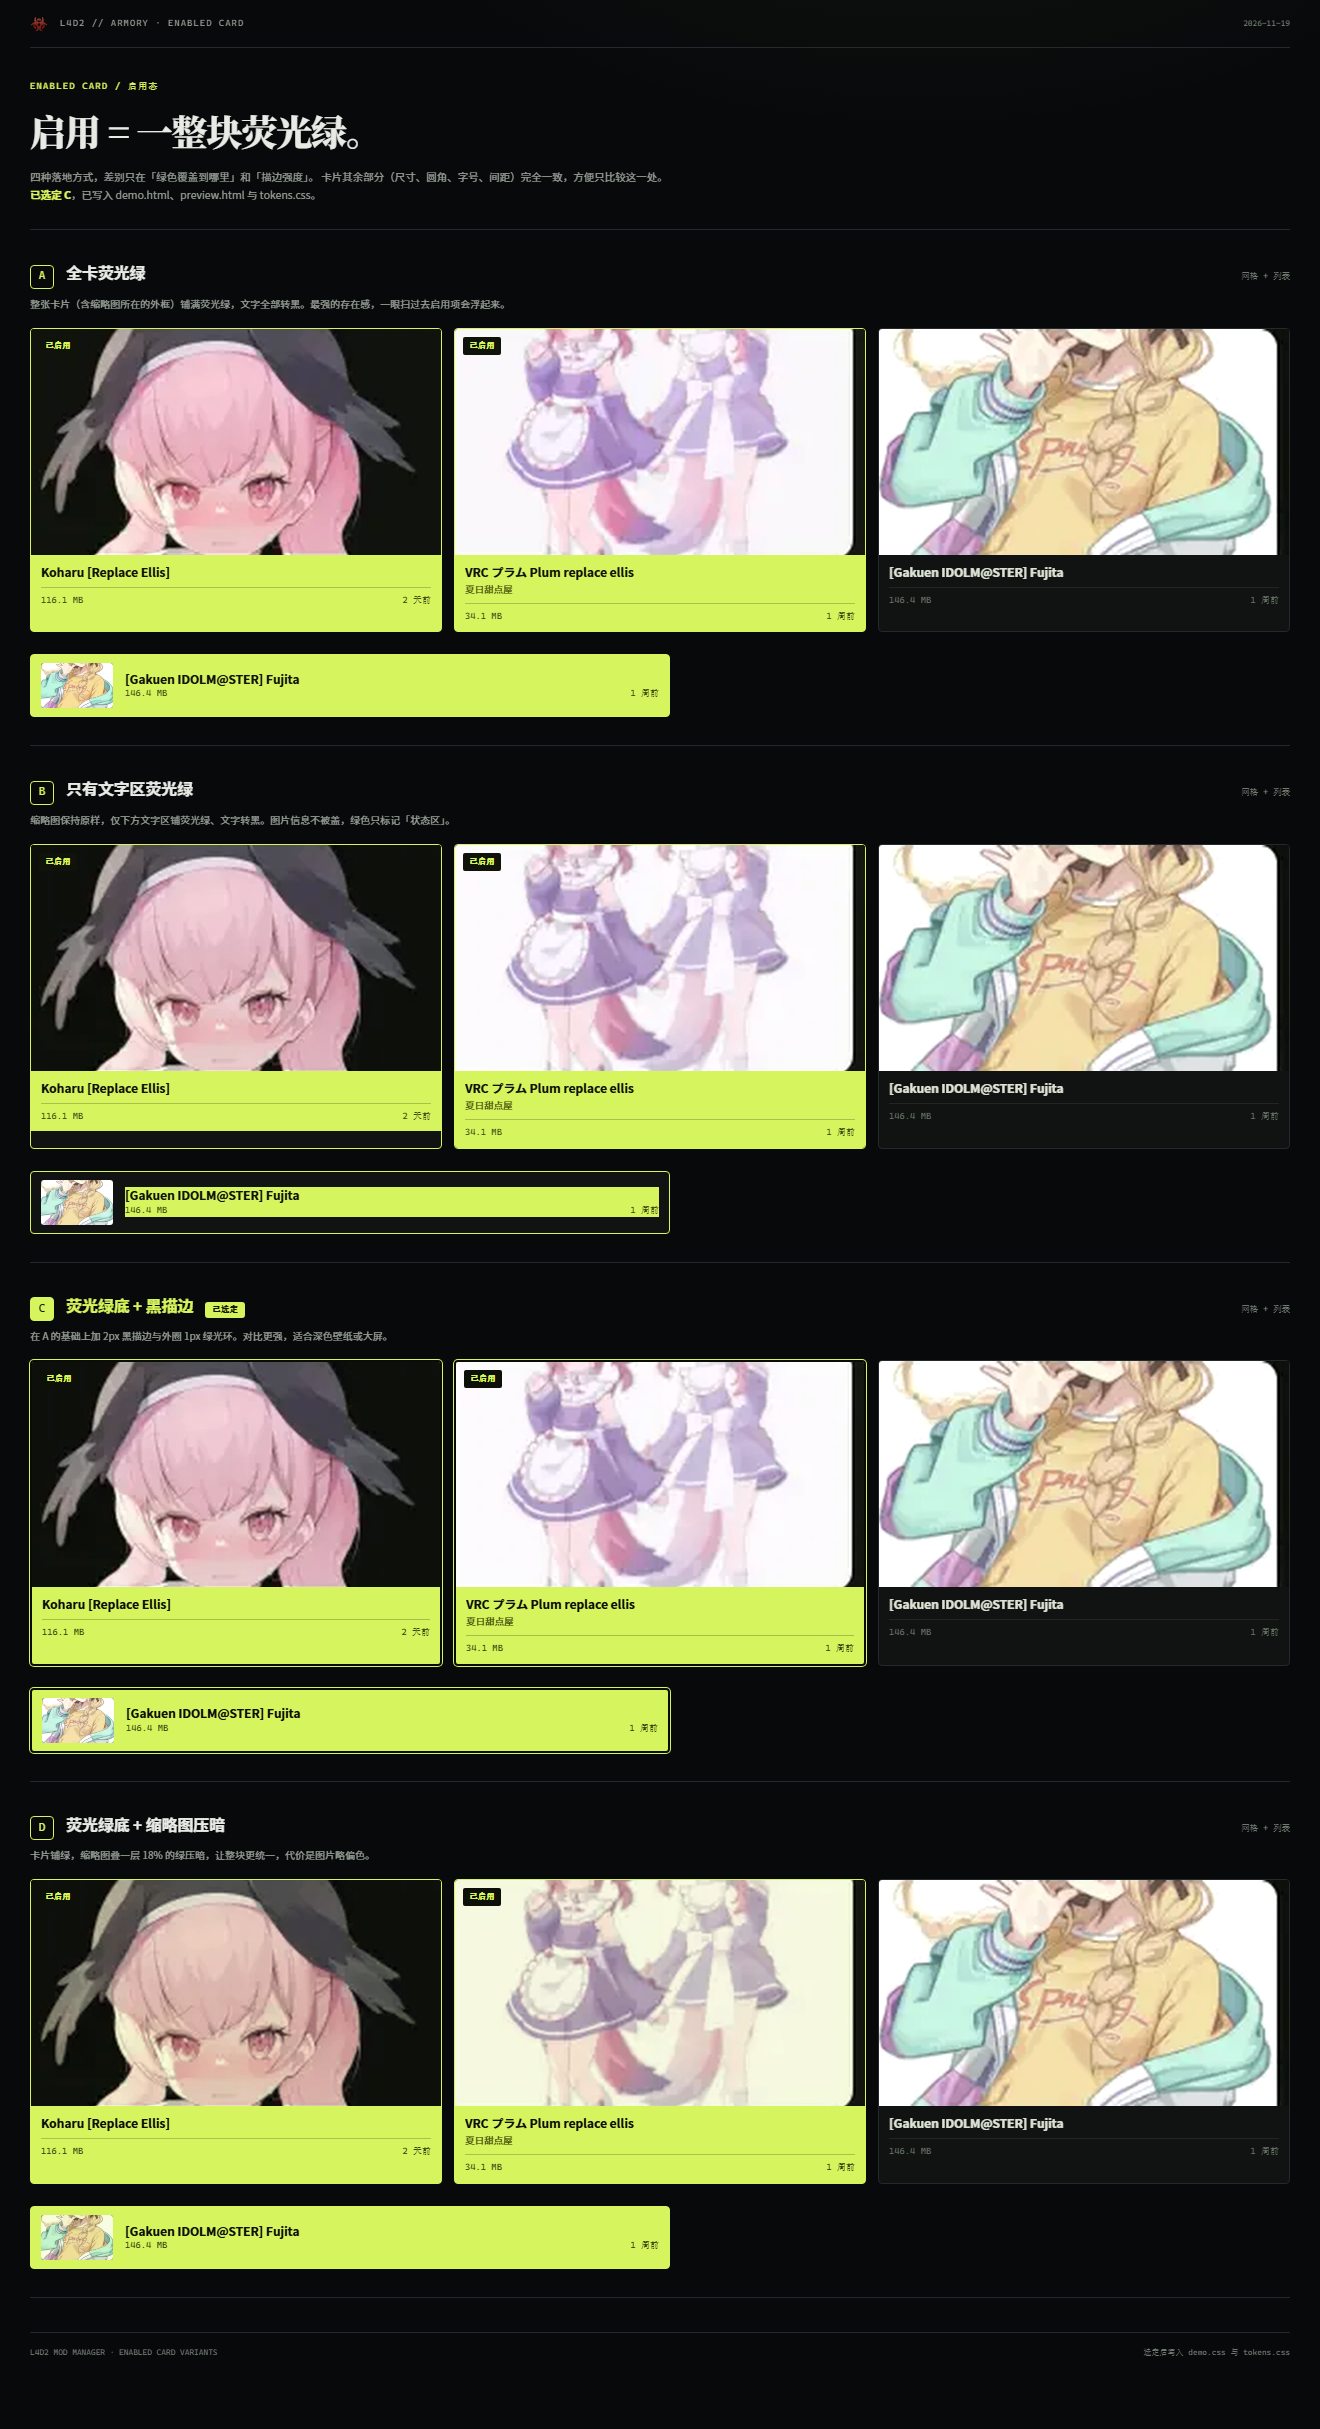 L4D2 // ARMORY · ENABLED CARD
2026-11-19
ENABLED CARD / 启用态
启用 = 一整块荧光绿。
四种落地方式，差别只在「绿色覆盖到哪里」和「描边强度」。 卡片其余部分（尺寸、圆角、字号、间距）完全一致，方便只比较这一处。
已选定 C，已写入 demo.html、preview.html 与 tokens.css。
A 全卡荧光绿
网格 + 列表
整张卡片（含缩略图所在的外框）铺满荧光绿，文字全部转黑。最强的存在感，一眼扫过去启用项会浮起来。
已启用
已启用
Spring
Koharu [Replace Ellis]
116.1 MB 2 天前
VRC プラム Plum replace ellis
夏日甜点屋
34.1 MB 1 周前
[Gakuen IDOLM@STER] Fujita
146.4 MB 1 周前
[Gakuen IDOLM@STER] Fujita
146.4 MB 1 周前
B 只有文字区荧光绿
网格 + 列表
缩略图保持原样，仅下方文字区铺荧光绿、文字转黑。图片信息不被盖，绿色只标记「状态区」。
已启用
已启用
Spring
Koharu [Replace Ellis]
116.1 MB 2 天前
VRC プラム Plum replace ellis
夏日甜点屋
34.1 MB 1 周前
[Gakuen IDOLM@STER] Fujita
146.4 MB 1 周前
[Gakuen IDOLM@STER] Fujita
146.4 MB 1 周前
C 荧光绿底 + 黑描边 已选定
网格 + 列表
在 A 的基础上加 2px 黑描边与外圈 1px 绿光环。对比更强，适合深色壁纸或大屏。
已启用
已启用
Spring
Koharu [Replace Ellis]
116.1 MB 2 天前
VRC プラム Plum replace ellis
夏日甜点屋
34.1 MB 1 周前
[Gakuen IDOLM@STER] Fujita
146.4 MB 1 周前
[Gakuen IDOLM@STER] Fujita
146.4 MB 1 周前
D 荧光绿底 + 缩略图压暗
网格 + 列表
卡片铺绿，缩略图叠一层 18% 的绿压暗，让整块更统一，代价是图片略偏色。
已启用
已启用
Spring
Koharu [Replace Ellis]
116.1 MB 2 天前
VRC プラム Plum replace ellis
夏日甜点屋
34.1 MB 1 周前
[Gakuen IDOLM@STER] Fujita
146.4 MB 1 周前
[Gakuen IDOLM@STER] Fujita
146.4 MB 1 周前
L4D2 MOD MANAGER · ENABLED CARD VARIANTS
选定后写入 demo.css 与 tokens.css